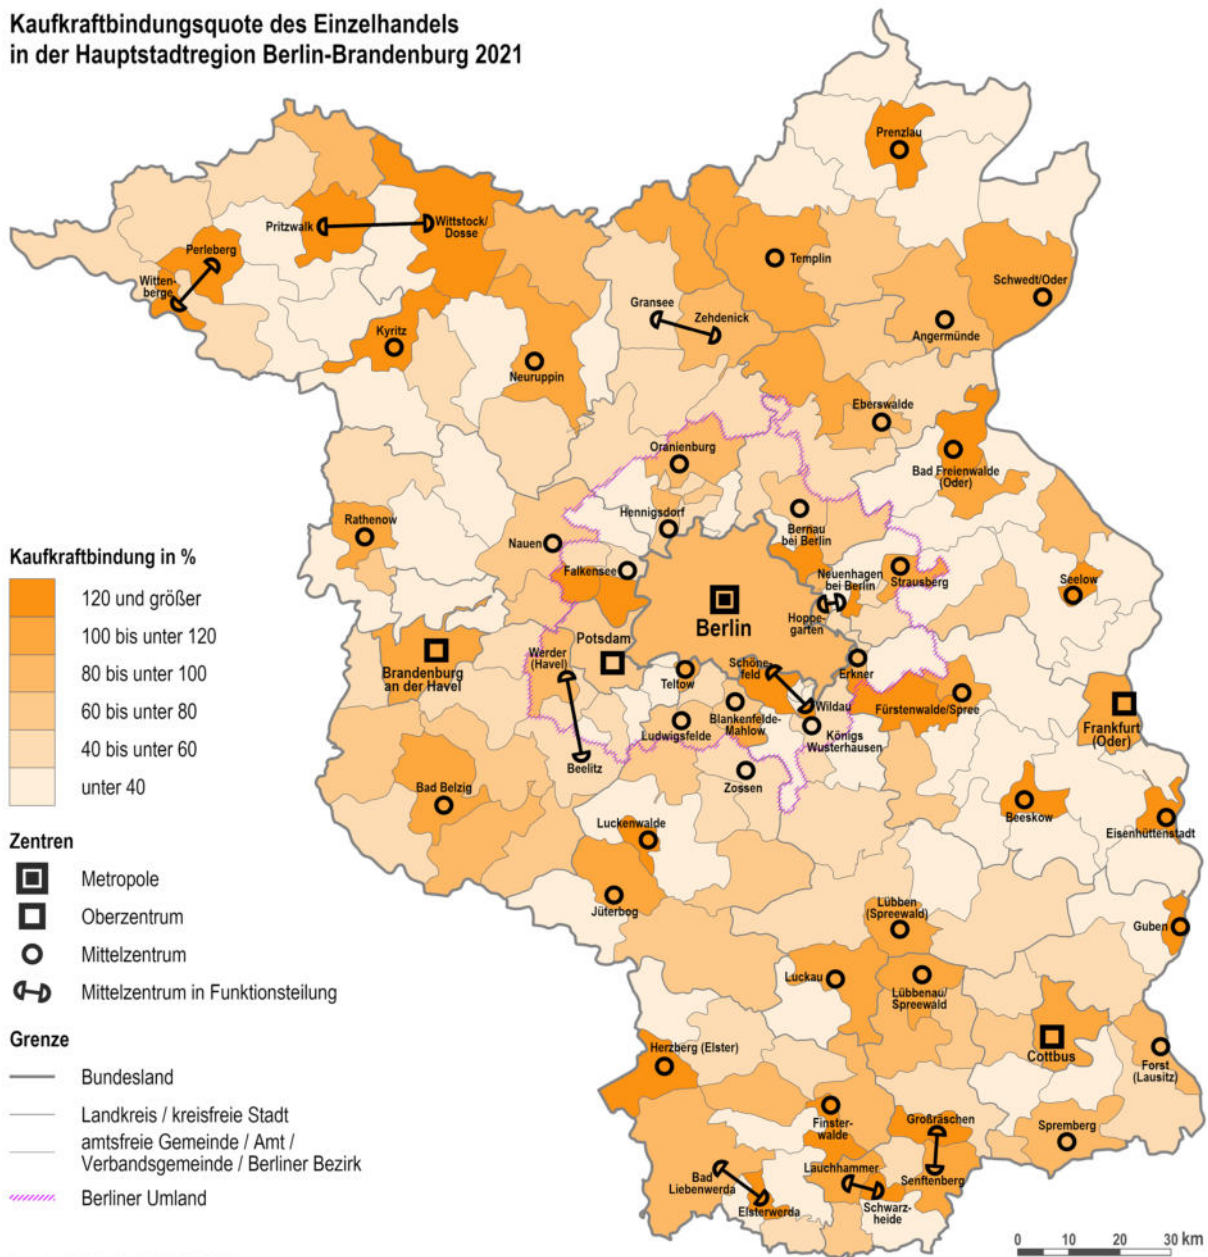 Kaufkraftbindungsquote des Einzelhandels
in der Hauptstadtregion Berlin-Brandenburg 2021
Prenzlau
Pritzwalk
Wittstock/
Dosse
Perleberg
Witten-
berge
Templin
Schwedt/Oder
Gransee
Zehdenick
Angermünde
Kyritz
Neuruppin
Eberswalde
Oranienburg
Bad Freienwalde
(Oder)
Rathenow
Hennigsdorf
Bernau
bei Berlin
Nauen
Falkensee
Neuenhagen
bei Berlin
Strausberg
Seelow
Hoppe-
garten
Berlin
Potsdam
Werder
(Havel)
Brandenburg
an der Havel
Schöne-
feld
Erkner
Teltow
Wildau
Fürstenwalde/Spree
Blankenfelde-
Mahlow
Ludwigsfelde
Königs
Wusterhausen
Frankfurt
(Oder)
Beelitz
Zossen
Bad Belzig
Beeskow
Eisenhüttenstadt
Luckenwalde
Jüterbog
Lübben
(Spreewald)
Guben
Luckau
Lübbenau/
Spreewald
Cottbus
Forst
(Lausitz)
Herzberg (Elster)
Finster-
walde
Großräschen
Spremberg
Lauchhammer
Senftenberg
Bad
Liebenwerda
Elsterwerda
Schwarz-
heide
Kaufkraftbindung in %
120 und größer
100 bis unter 120
80 bis unter 100
60 bis unter 80
40 bis unter 60
unter 40
Zentren
Metropole
Oberzentrum
Mittelzentrum
Mittelzentrum in Funktionsteilung
Grenze
Bundesland
Landkreis / kreisfreie Stadt
amtsfreie Gemeinde / Amt /
Verbandsgemeinde / Berliner Bezirk
Berliner Umland
0 10 20 30 km